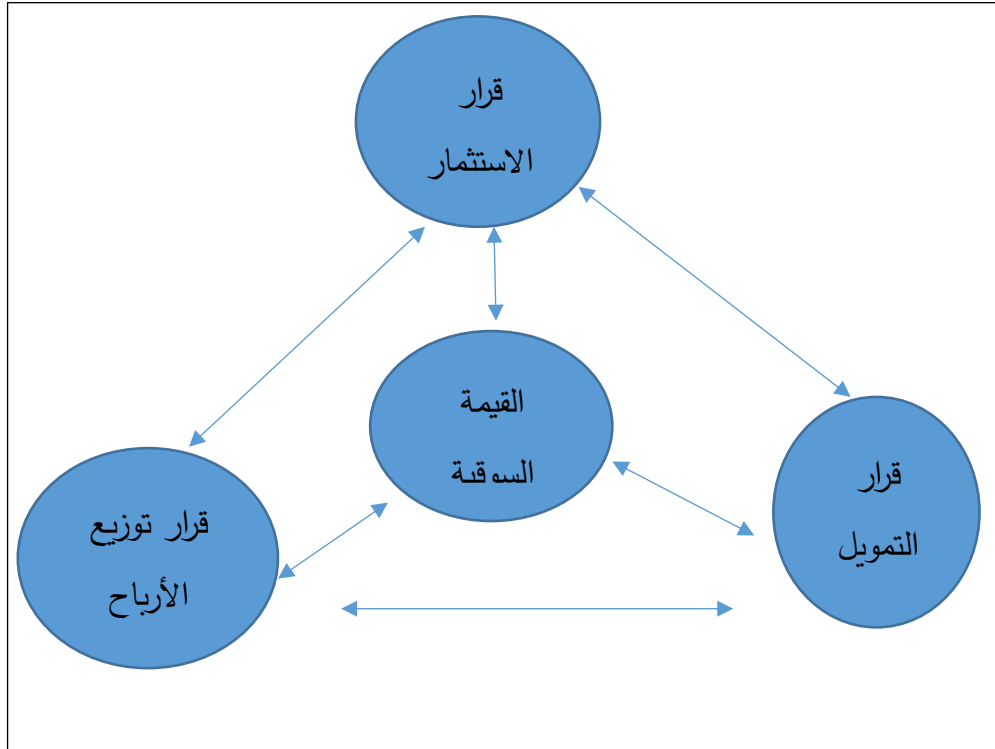 قرار
الاستثمار
القيمة
السوقية
قرار
التمويل
قرار توزيع
الأرباح